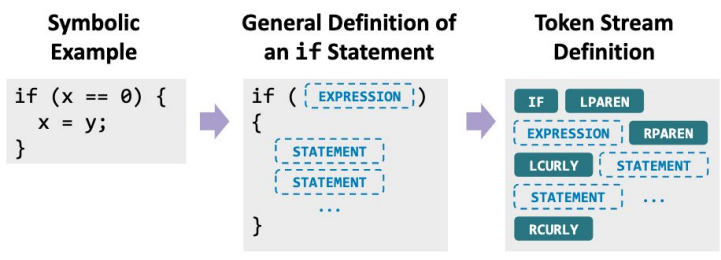 Symbolic
Example
if (x == 0) {
  x = y;
}
General Definition of
an if Statement
if ( EXPRESSION )
{
STATEMENT
STATEMENT
...
}
Token Stream
Definition
IF LPAREN
EXPRESSION RPAREN
LCURLY STATEMENT
STATEMENT ...
RCURLY